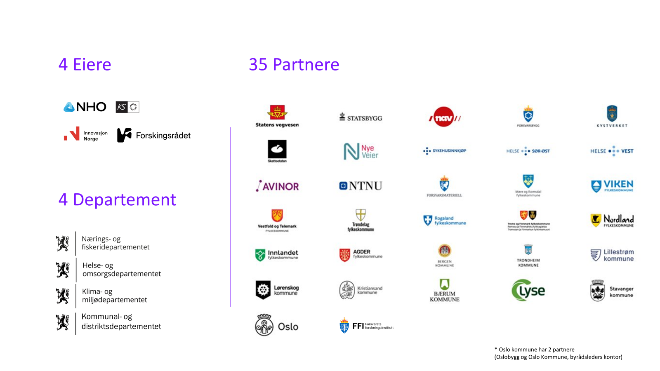 4 Eiere
35 Partnere
NHO
KS
Innovasjon
Norge
Forskningsrådet
4 Departement
Nærings- og
fiskeridepartementet
Helse- og
omsorgsdepartementet
Klima- og
miljødepartementet
Kommunal- og
distriktsdepartementet
Statens vegvesen
STATSBYGG
nav
FORSVARSBYGG
KYSTVERKET
Skatteetaten
Nye
Veier
SYKEHUSINNKJØP
HELSE SØR-ØST
HELSE VEST
AVINOR
NTNU
FORSVARSMATERIELL
Møre og Romsdal
fylkeskommune
VIKEN
FYLKESKOMMUNE
Vestfold og Telemark
FYLKESKOMMUNE
Trøndelag
fylkeskommune
Rogaland
fylkeskommune
Nordland
FYLKESKOMMUNE
Innlandet
fylkeskommune
AGDER
fylkeskommune
BERGEN
KOMMUNE
TRONDHEIM
KOMMUNE
Lillestrøm
kommune
Lørenskog
kommune
Kristiansand
kommune
BÆRUM
KOMMUNE
Lyse
Stavanger
kommune
Oslo
FFI Forsvarets
forskningsinstitutt
* Oslo kommune har 2 partnere
(Oslobygg og Oslo Kommune, byrådsleders kontor)